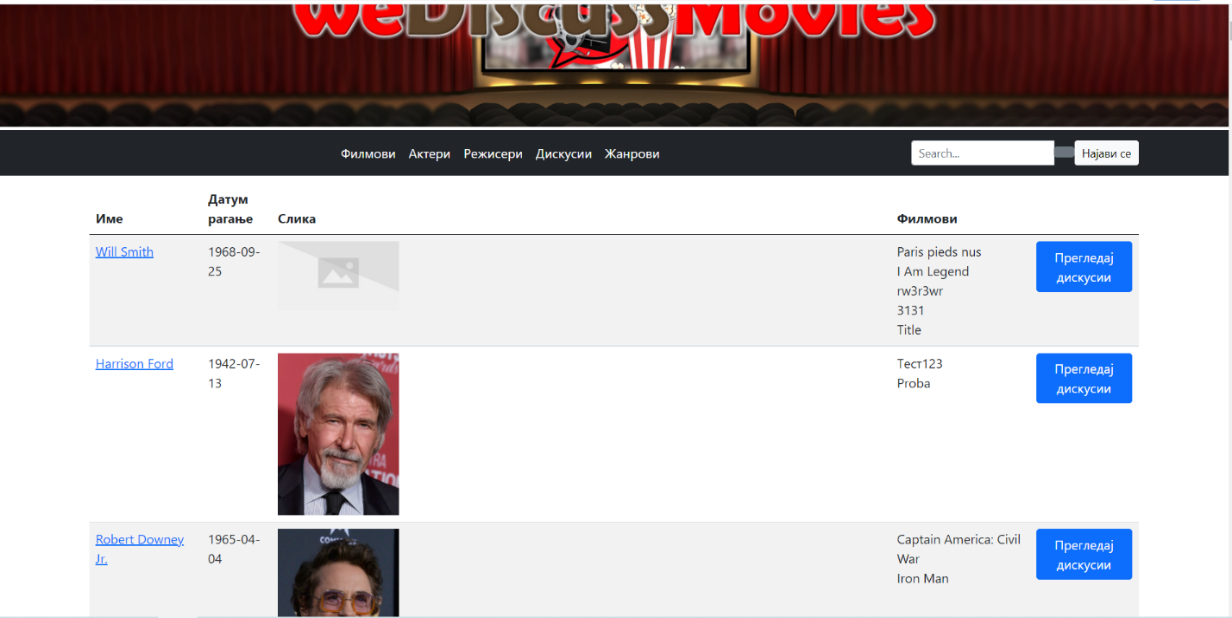 weDiscussMovies
Филмови Актери Режисери Дискусии Жанрови Search... Најави се
Име Датум Слика Филмови
рагање
Will Smith 1968-09- Paris pieds nus Прегледај
25 I Am Legend дискусии
rw3r3wr
3131
Title
Harrison Ford 1942-07- Тест123 Прегледај
13 Proba дискусии
Robert Downey 1965-04- Captain America: Civil Прегледај
Jr. 04 War дискусии
Iron Man